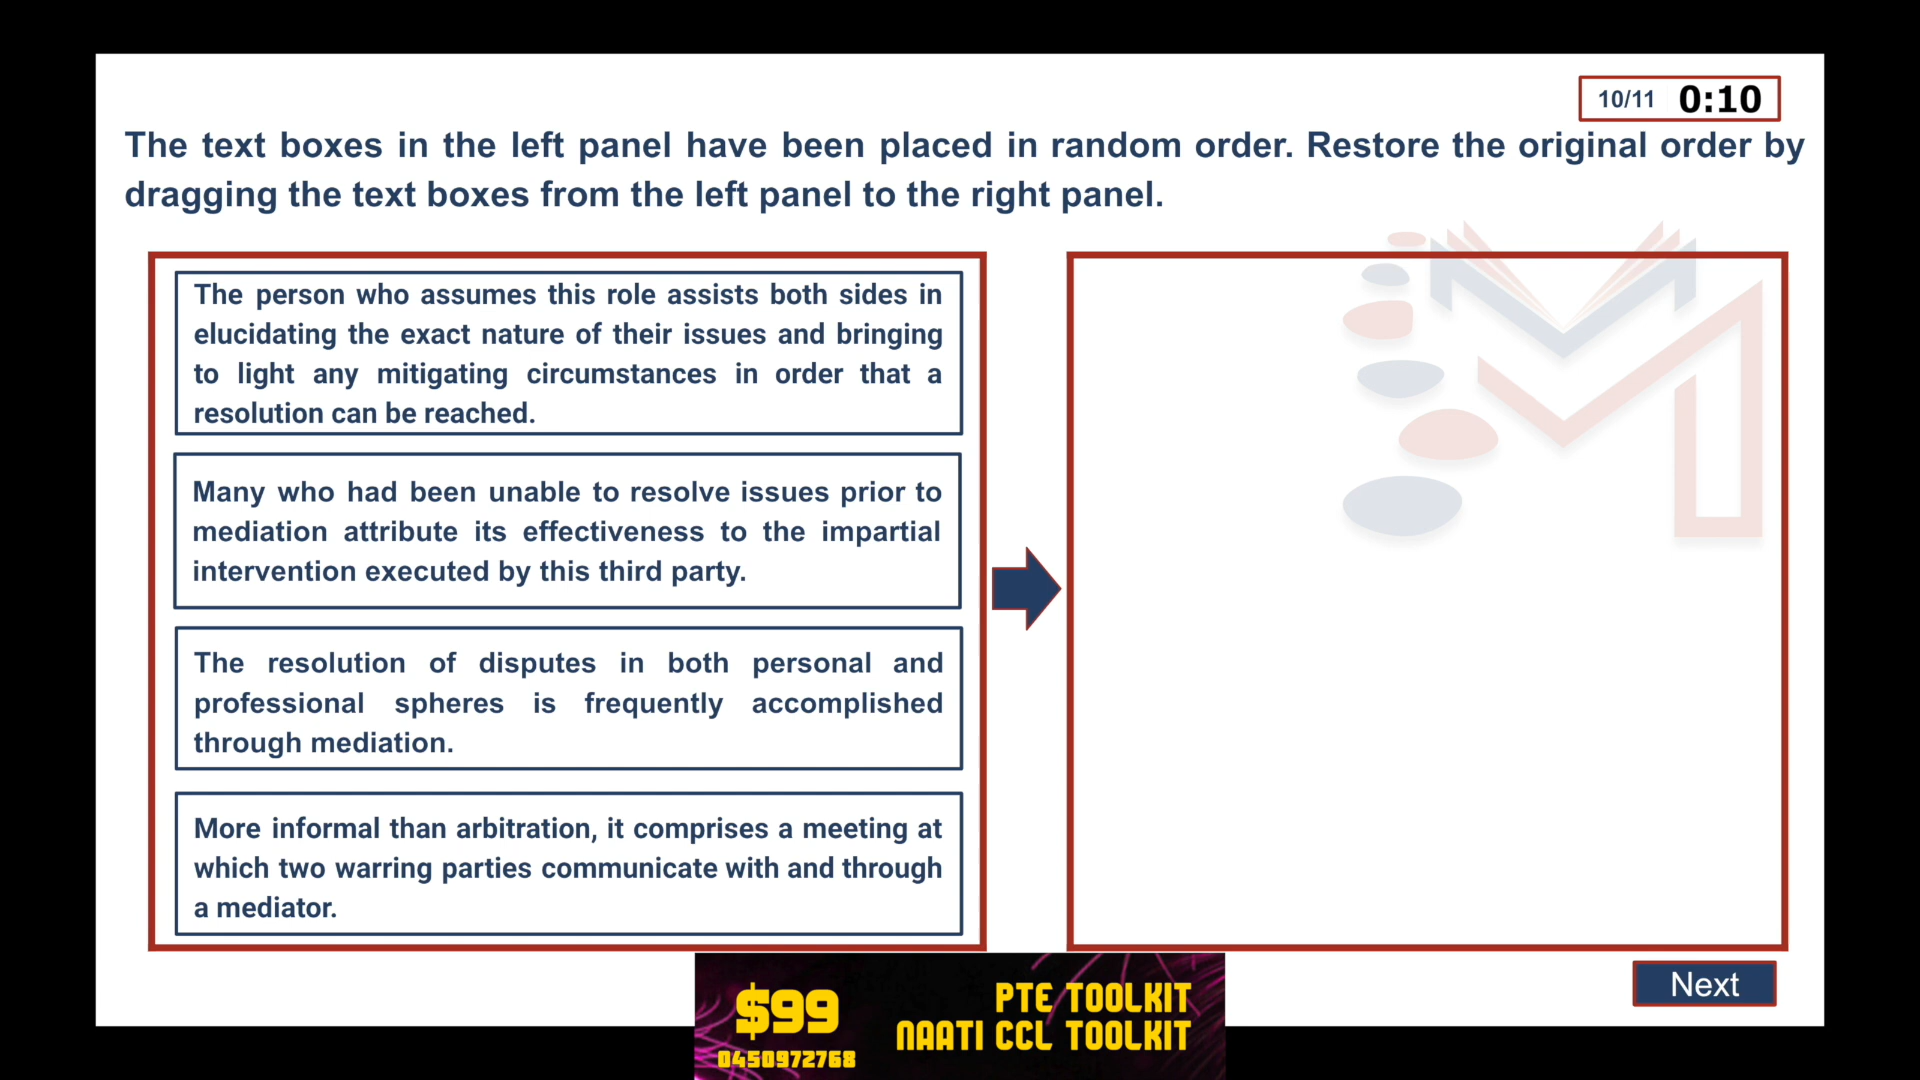 10/11 0:10
The text boxes in the left panel have been placed in random order. Restore the original order by
dragging the text boxes from the left panel to the right panel.
The person who assumes this role assists both sides in
elucidating the exact nature of their issues and bringing
to light any mitigating circumstances in order that a
resolution can be reached.
Many who had been unable to resolve issues prior to
mediation attribute its effectiveness to the impartial
intervention executed by this third party.
The resolution of disputes in both personal and
professional spheres is frequently accomplished
through mediation.
More informal than arbitration, it comprises a meeting at
which two warring parties communicate with and through
a mediator.
Next
$99
0450972768
PTE TOOLKIT
NAATI CCL TOOLKIT